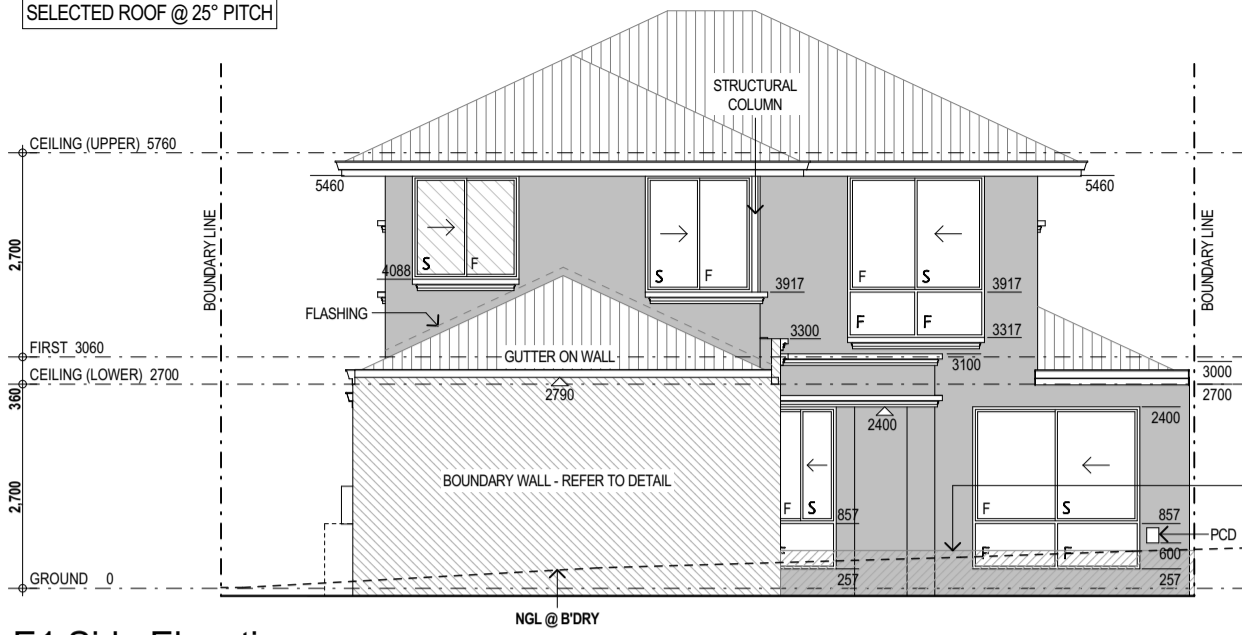 SELECTED ROOF @ 25° PITCH
STRUCTURAL
COLUMN
CEILING (UPPER) 5760
5460
5460
BOUNDARY LINE
BOUNDARY LINE
2,700
S F
S F
F S
F F
4088
3917
3917
FLASHING
3300
3317
FIRST 3060
GUTTER ON WALL
3100
3000
CEILING (LOWER) 2700
2700
360
2790
2400
2400
BOUNDARY WALL - REFER TO DETAIL
2,700
F S
F S
857
857
PCD
F
F F
600
257
257
GROUND 0
NGL @ B'DRY